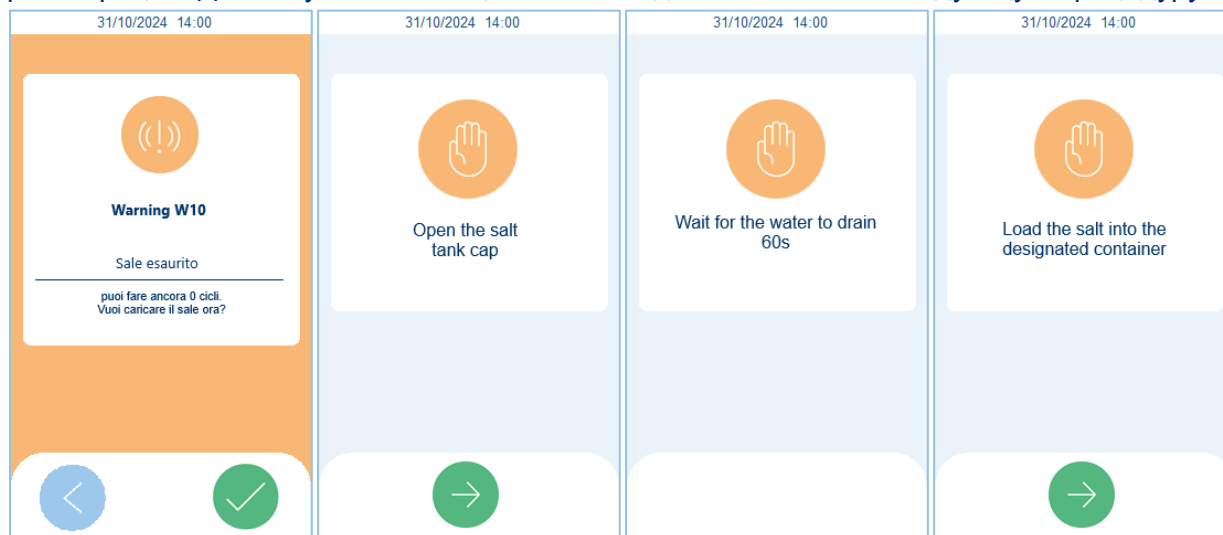 31/10/2024 14:00
Warning W10
Sale esaurito
puoi fare ancora 0 cicli.
Vuoi caricare il sale ora?
31/10/2024 14:00
Open the salt
tank cap
31/10/2024 14:00
Wait for the water to drain
60s
31/10/2024 14:00
Load the salt into the
designated container